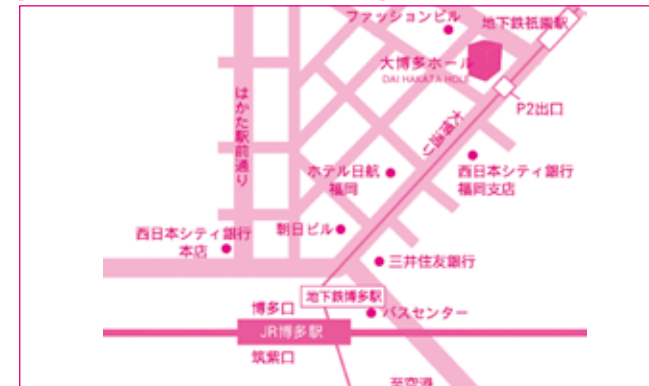 ファッションビル
地下鉄祇園駅
大博多ホール
DAI HAKATA HOLE
P2出口
はかた駅前通り
大博通り
ホテル日航
福岡
西日本シティ銀行
福岡支店
朝日ビル
西日本シティ銀行
本店
三井住友銀行
地下鉄博多駅
博多口
バスセンター
JR博多駅
筑紫口
至空港